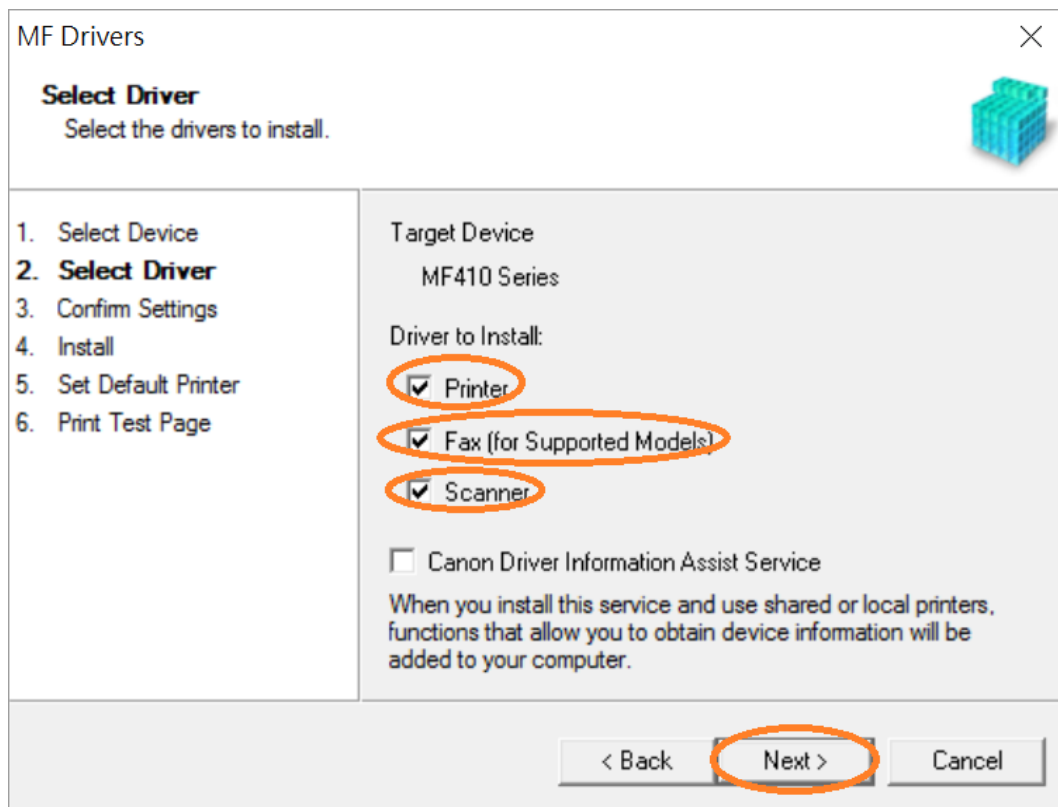 MF Drivers
Select Driver
Select the drivers to install.
1. Select Device
2. Select Driver
3. Confirm Settings
4. Install
5. Set Default Printer
6. Print Test Page
Target Device
MF410 Series
Driver to Install:
Printer
Fax (for Supported Models)
Scanner
Canon Driver Information Assist Service
When you install this service and use shared or local printers,
functions that allow you to obtain device information will be
added to your computer.
< Back
Next >
Cancel